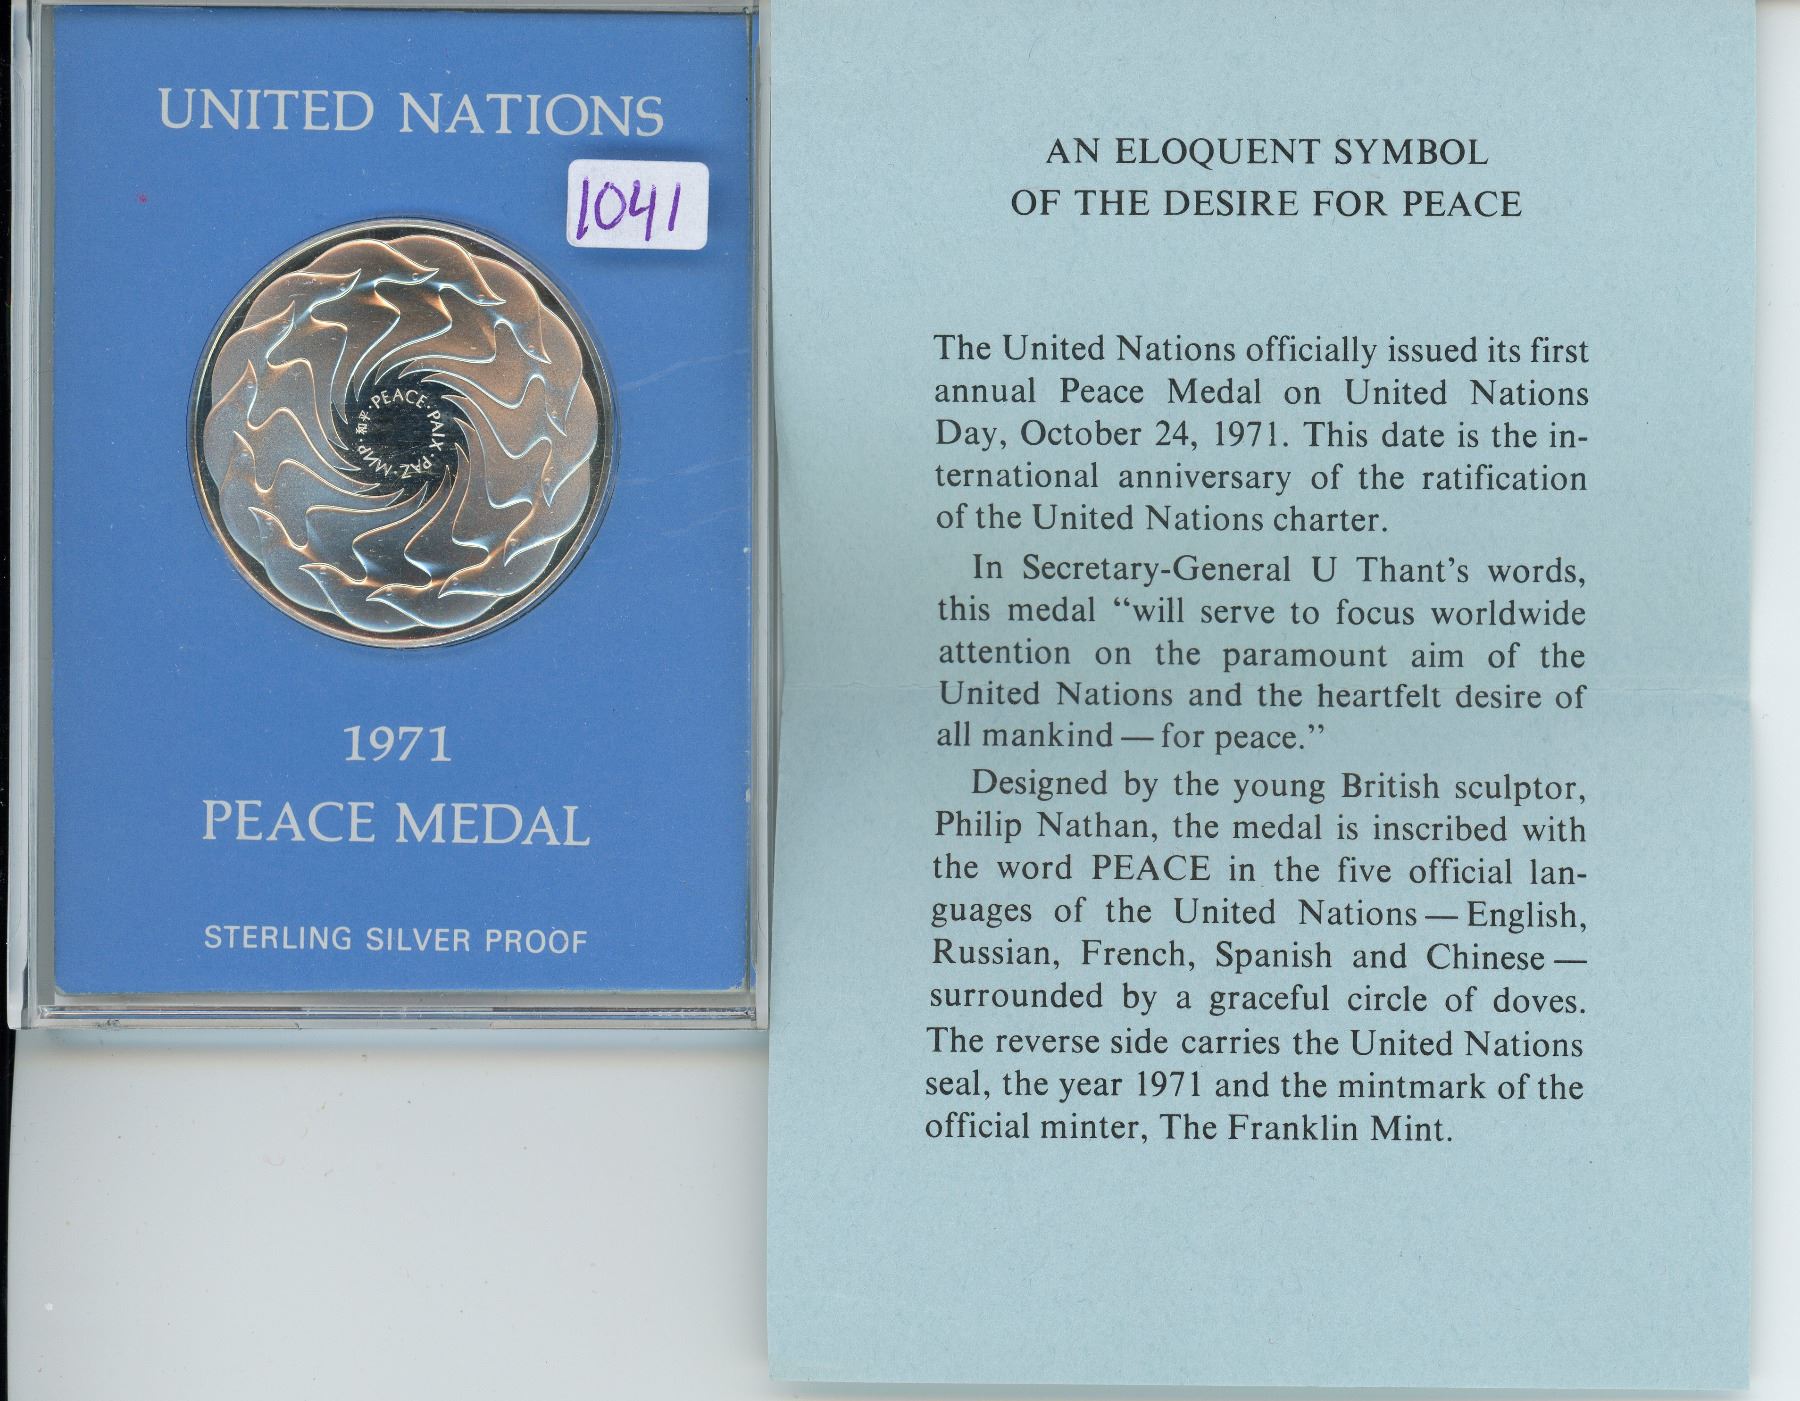 UNITED NATIONS
1041
PEACE · PAIX · PAZ · МИР · 和平 ·
1971
PEACE MEDAL
STERLING SILVER PROOF
AN ELOQUENT SYMBOL
OF THE DESIRE FOR PEACE
The United Nations officially issued its first
annual Peace Medal on United Nations
Day, October 24, 1971. This date is the in-
ternational anniversary of the ratification
of the United Nations charter.
In Secretary-General U Thant's words,
this medal “will serve to focus worldwide
attention on the paramount aim of the
United Nations and the heartfelt desire of
all mankind — for peace.”
Designed by the young British sculptor,
Philip Nathan, the medal is inscribed with
the word PEACE in the five official lan-
guages of the United Nations — English,
Russian, French, Spanish and Chinese —
surrounded by a graceful circle of doves.
The reverse side carries the United Nations
seal, the year 1971 and the mintmark of the
official minter, The Franklin Mint.